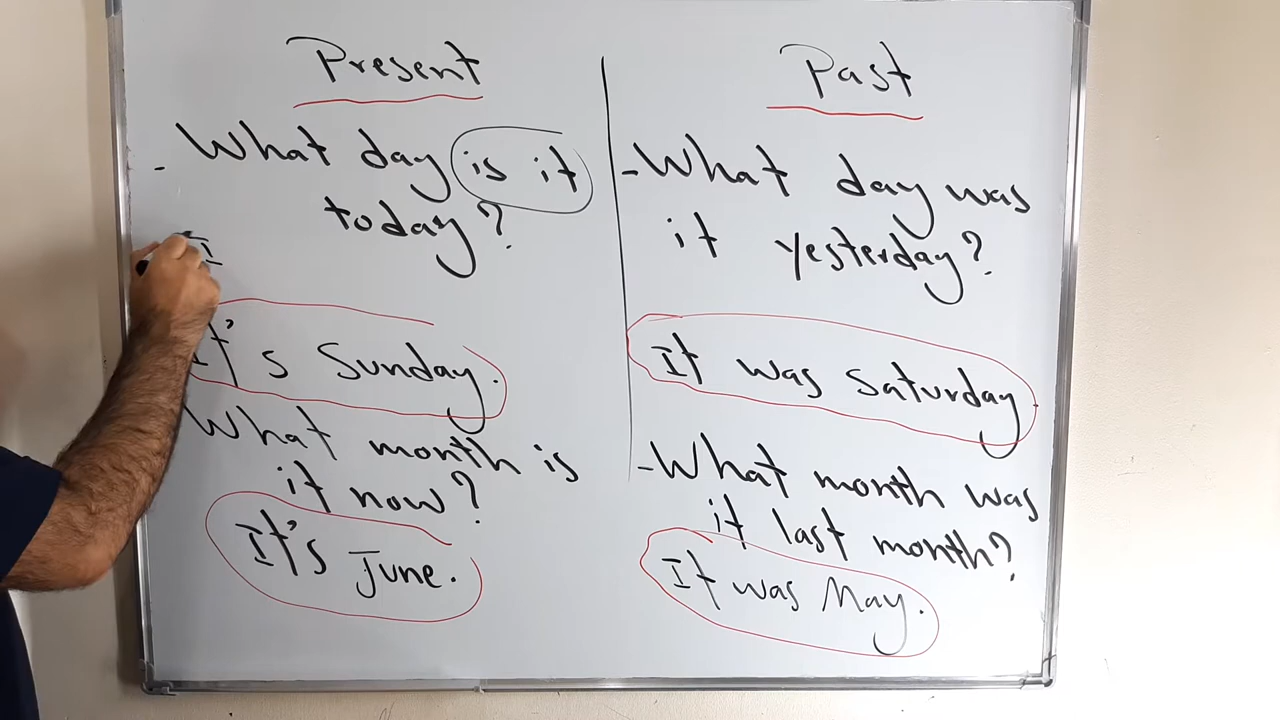 Present
- What day is it
today?
I
It's Sunday.
What month is
it now?
It's June.
Past
- What day was
it yesterday?
It was Saturday.
- What month was
it last month?
It was May.